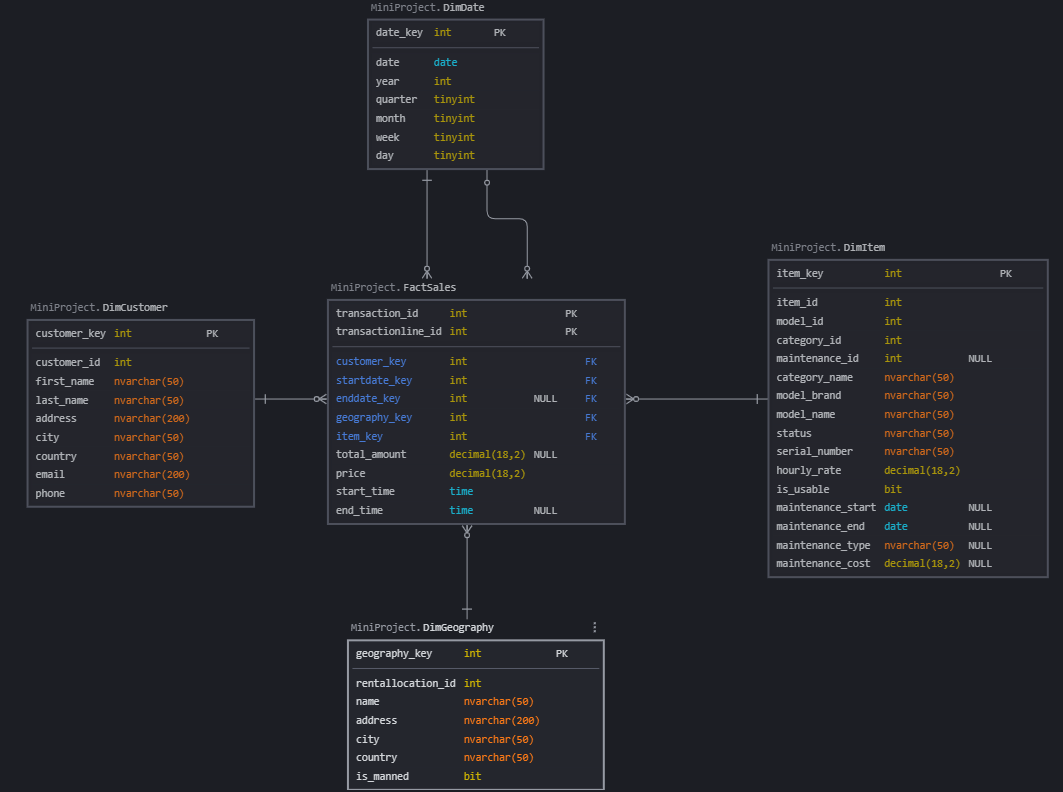 MiniProject.DimDate
date_key int PK
date date
year int
quarter tinyint
month tinyint
week tinyint
day tinyint
MiniProject.DimCustomer
customer_key int PK
customer_id int
first_name nvarchar(50)
last_name nvarchar(50)
address nvarchar(200)
city nvarchar(50)
country nvarchar(50)
email nvarchar(200)
phone nvarchar(50)
MiniProject.FactSales
transaction_id int PK
transactionline_id int PK
customer_key int FK
startdate_key int FK
enddate_key int NULL FK
geography_key int FK
item_key int FK
total_amount decimal(18,2) NULL
price decimal(18,2)
start_time time
end_time time NULL
MiniProject.DimItem
item_key int PK
item_id int
model_id int
category_id int
maintenance_id int NULL
category_name nvarchar(50)
model_brand nvarchar(50)
model_name nvarchar(50)
status nvarchar(50)
serial_number nvarchar(50)
hourly_rate decimal(18,2)
is_usable bit
maintenance_start date NULL
maintenance_end date NULL
maintenance_type nvarchar(50) NULL
maintenance_cost decimal(18,2) NULL
MiniProject.DimGeography
geography_key int PK
rentallocation_id int
name nvarchar(50)
address nvarchar(200)
city nvarchar(50)
country nvarchar(50)
is_manned bit